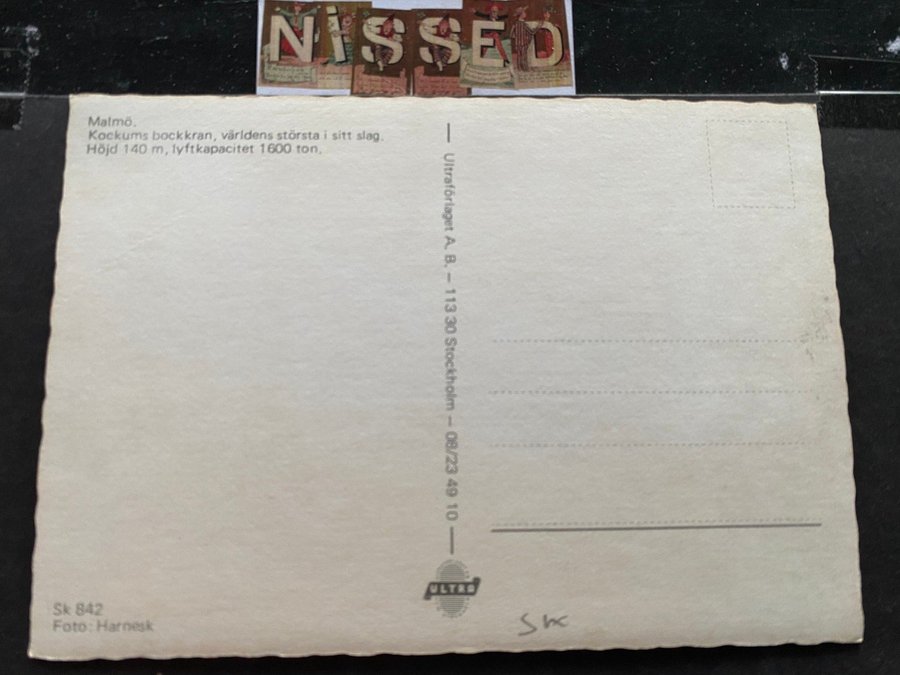 NISSED
Malmö.
Kockums bockkran, världens största i sitt slag.
Höjd 140 m, lyftkapacitet 1600 ton.
Ultraförlaget A. B. – 113 30 Stockholm – 08/23 49 10
ULTRA
Sk 842
Foto: Harnesk
Sk